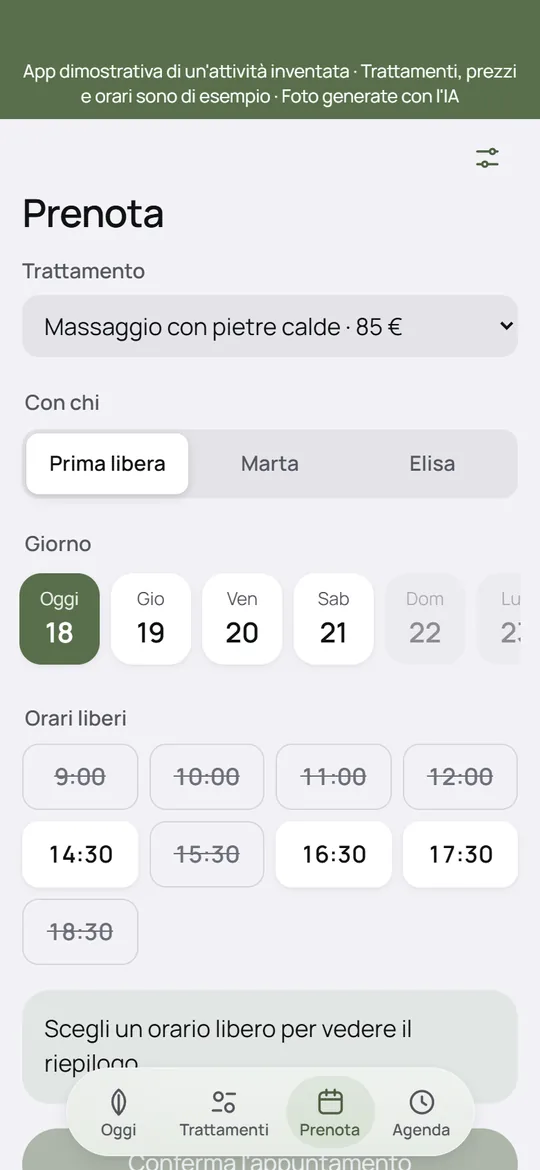 App dimostrativa di un'attività inventata · Trattamenti, prezzi
e orari sono di esempio · Foto generate con l'IA
Prenota
Trattamento
Massaggio con pietre calde · 85 €
Con chi
Prima libera Marta Elisa
Giorno
Oggi Gio Ven Sab Dom
18 19 20 21 22
Orari liberi
9:00 10:00 11:00 12:00
14:30 15:30 16:30 17:30
18:30
Scegli un orario libero per vedere il
riepilogo
Oggi Trattamenti Prenota Agenda
Conferma l'appuntamento